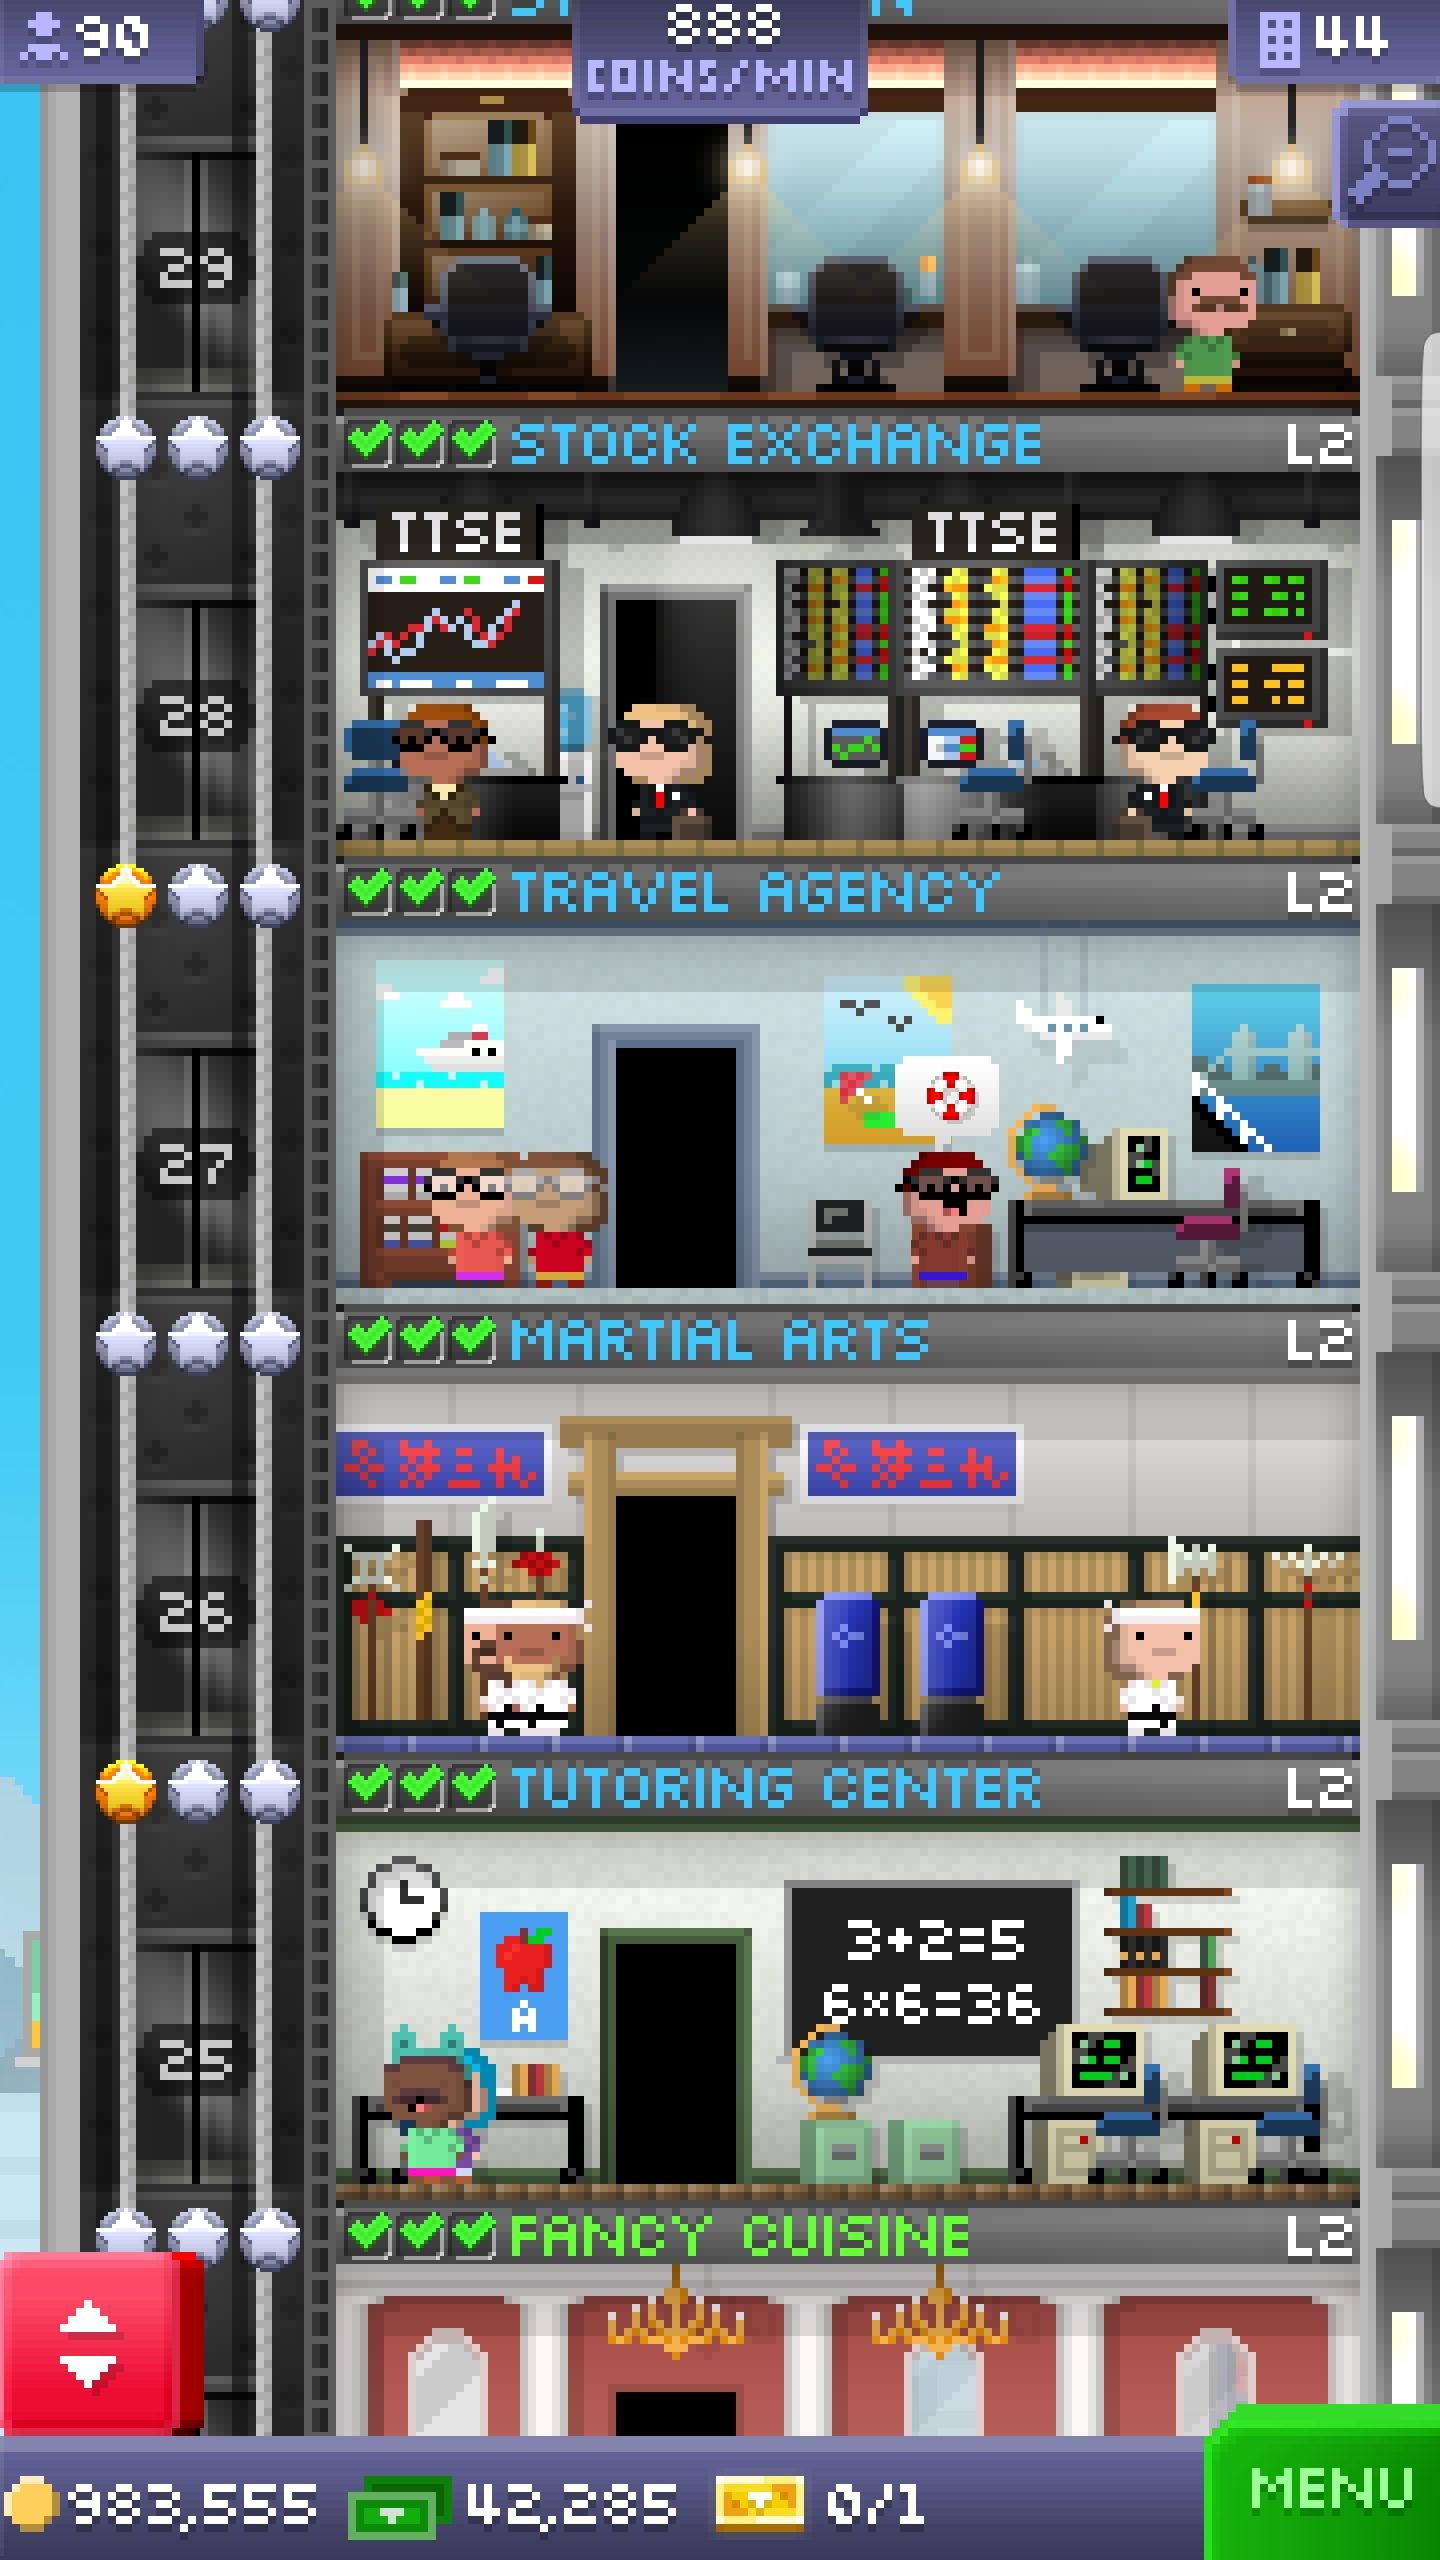 90
888
COINS/MIN
44
29
STOCK EXCHANGE L2
TTSE TTSE
28
TRAVEL AGENCY L2
27
MARTIAL ARTS L2
26
TUTORING CENTER L2
3+2=5
6×6=36
A
25
FANCY CUISINE L2
983,555 42,285 0/1
MENU